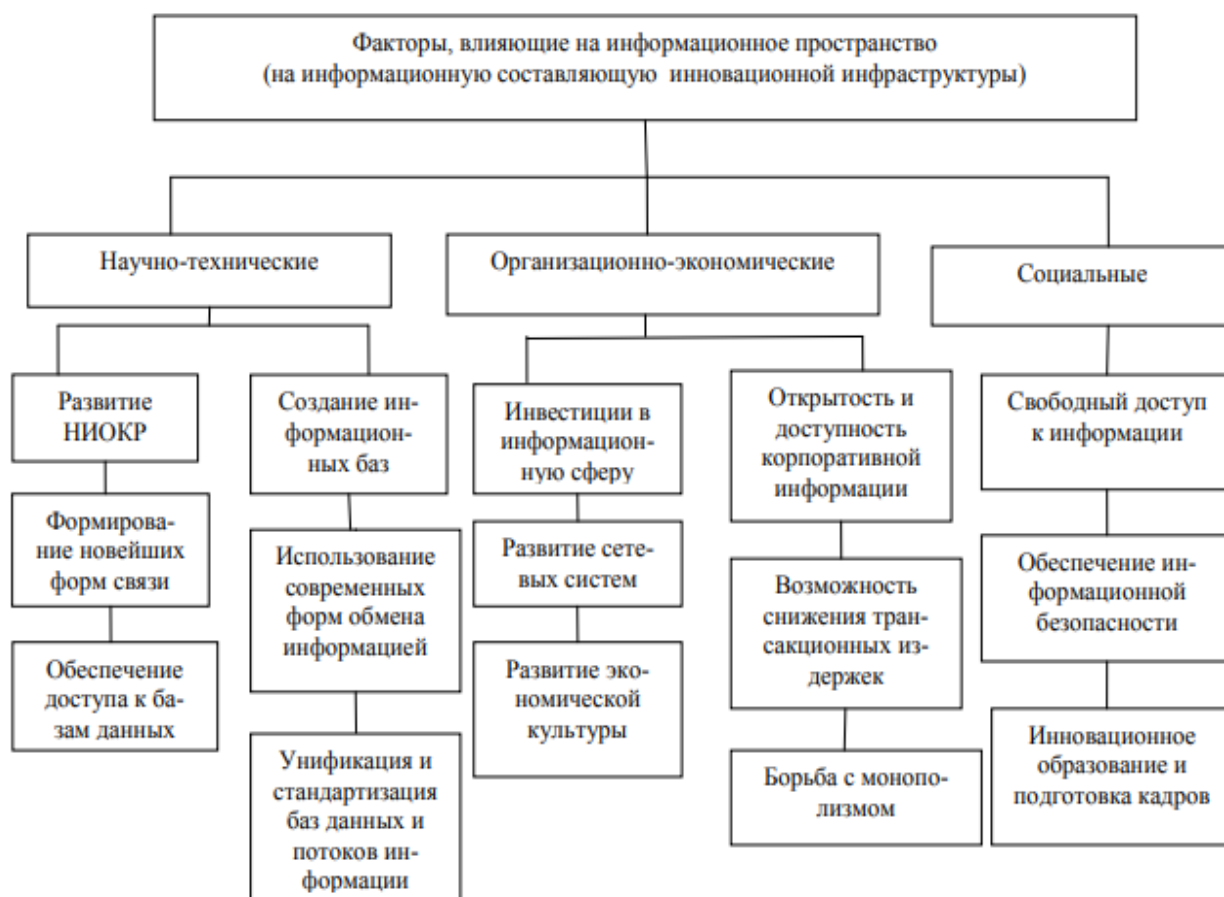 Факторы, влияющие на информационное пространство
(на информационную составляющую инновационной инфраструктуры)
Научно-технические
Организационно-экономические
Социальные
Развитие
НИОКР
Формирова-
ние новейших
форм связи
Обеспечение
доступа к ба-
зам данных
Создание ин-
формацион-
ных баз
Использование
современных
форм обмена
информацией
Унификация и
стандартизация
баз данных и
потоков ин-
формации
Инвестиции в
информацион-
ную сферу
Развитие сете-
вых систем
Развитие эко-
номической
культуры
Открытость и
доступность
корпоративной
информации
Возможность
снижения тран-
сакционных из-
держек
Борьба с монопо-
лизмом
Свободный доступ
к информации
Обеспечение ин-
формационной
безопасности
Инновационное
образование и
подготовка кадров